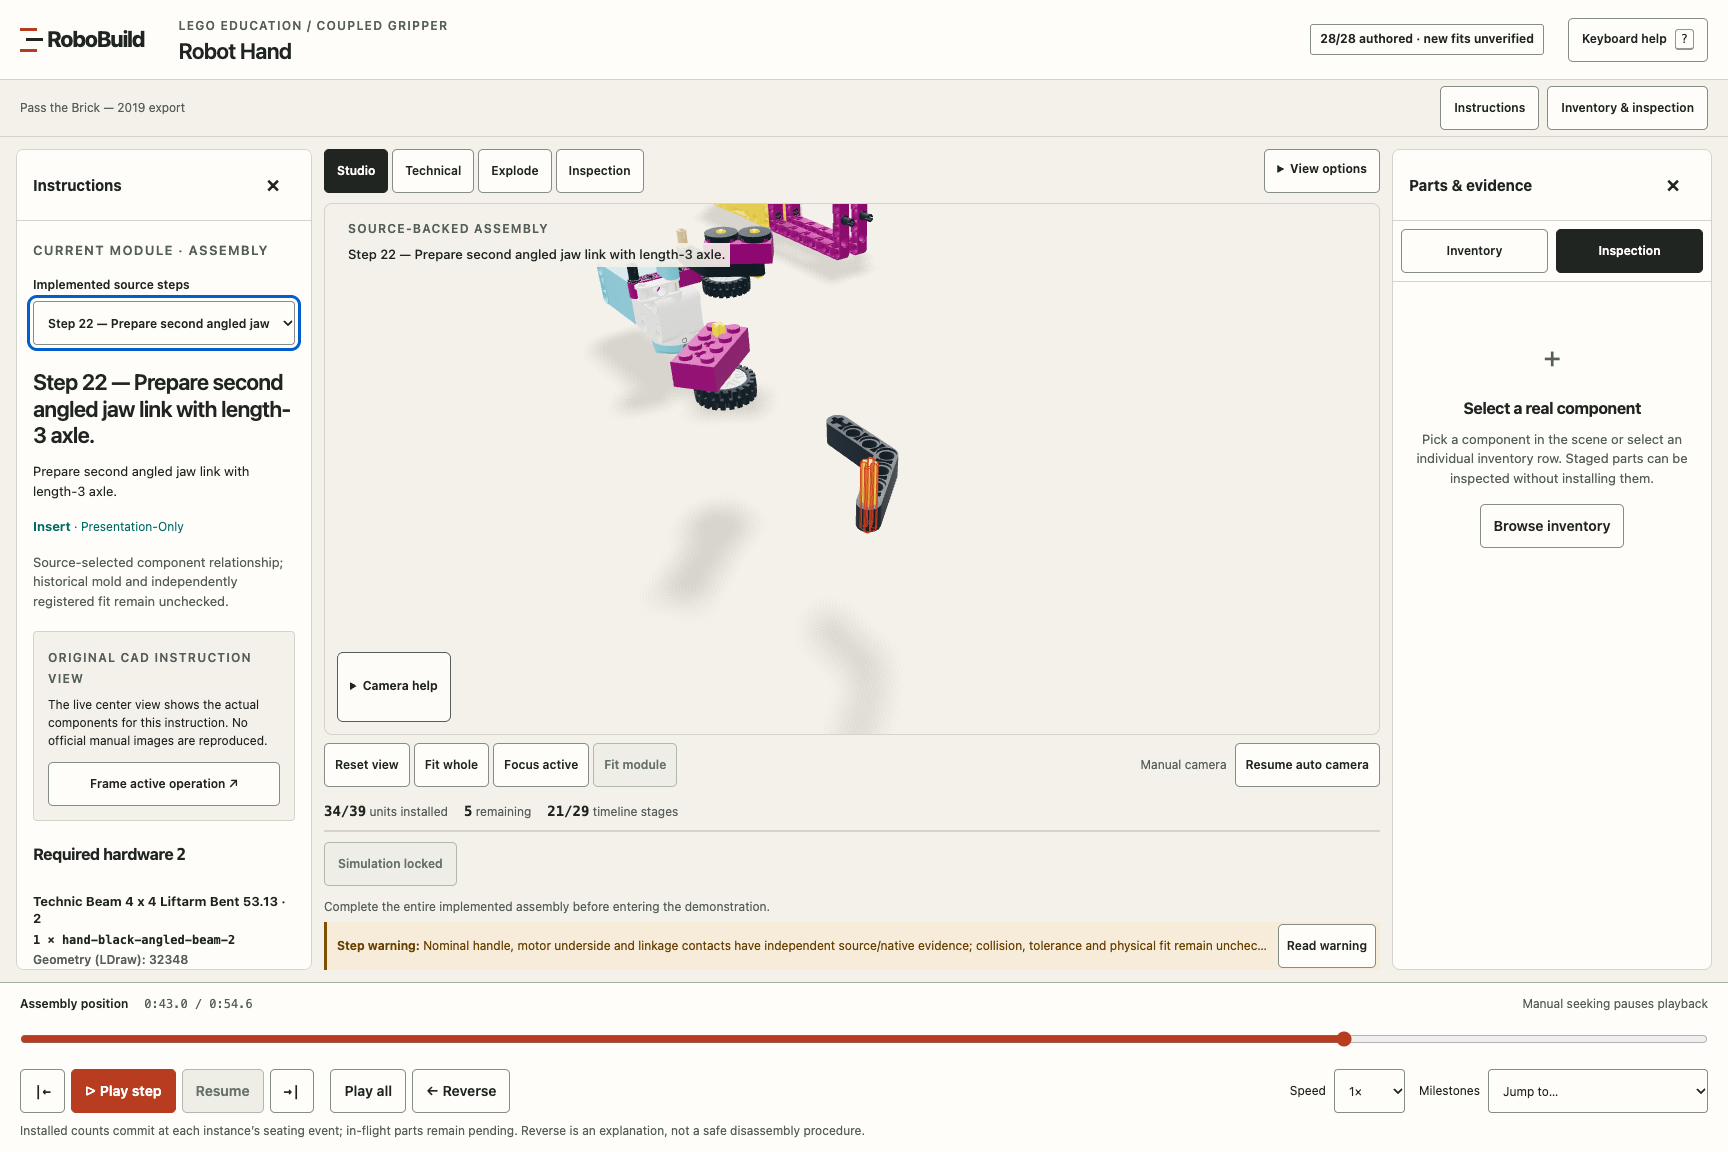 RoboBuild
LEGO EDUCATION / COUPLED GRIPPER
Robot Hand
28/28 authored · new fits unverified
Keyboard help ?
Pass the Brick — 2019 export
Instructions
Inventory & inspection
Instructions
✕
CURRENT MODULE · ASSEMBLY
Implemented source steps
Step 22 — Prepare second angled jaw
Step 22 — Prepare second
angled jaw link with length-
3 axle.
Prepare second angled jaw link with
length-3 axle.
Insert · Presentation-Only
Source-selected component relationship;
historical mold and independently
registered fit remain unchecked.
ORIGINAL CAD INSTRUCTION
VIEW
The live center view shows the actual
components for this instruction. No
official manual images are reproduced.
Frame active operation ↗
Required hardware 2
Technic Beam 4 x 4 Liftarm Bent 53.13 ·
2
1 × hand-black-angled-beam-2
Geometry (LDraw): 32348
Studio
Technical
Explode
Inspection
▶ View options
SOURCE-BACKED ASSEMBLY
Step 22 — Prepare second angled jaw link with length-3 axle.
▶ Camera help
Reset view
Fit whole
Focus active
Fit module
Manual camera
Resume auto camera
34/39 units installed 5 remaining 21/29 timeline stages
Simulation locked
Complete the entire implemented assembly before entering the demonstration.
Step warning: Nominal handle, motor underside and linkage contacts have independent source/native evidence; collision, tolerance and physical fit remain unchec...
Read warning
Parts & evidence
✕
Inventory
Inspection
+
Select a real component
Pick a component in the scene or select an
individual inventory row. Staged parts can be
inspected without installing them.
Browse inventory
Assembly position 0:43.0 / 0:54.6
Manual seeking pauses playback
|←
▷ Play step
Resume
→|
Play all
← Reverse
Speed
1×
Milestones
Jump to...
Installed counts commit at each instance's seating event; in-flight parts remain pending. Reverse is an explanation, not a safe disassembly procedure.